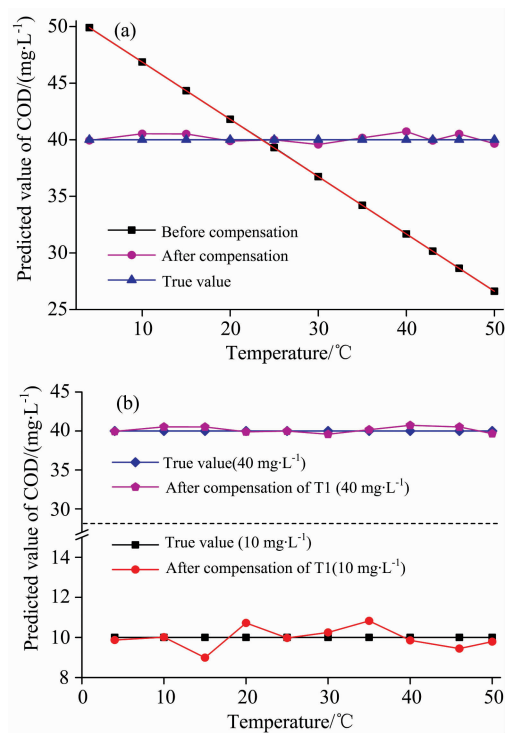 (a)
Predicted value of COD/(mg·L⁻¹)
50
45
40
35
30
25
Before compensation
After compensation
True value
10
20
30
40
50
Temperature/℃
(b)
Predicted value of COD/(mg·L⁻¹)
45
40
35
30
True value(40 mg·L⁻¹)
After compensation of T1 (40 mg·L⁻¹)
14
12
10
8
True value (10 mg·L⁻¹)
After compensation of T1(10 mg·L⁻¹)
0
10
20
30
40
50
Temperature/℃